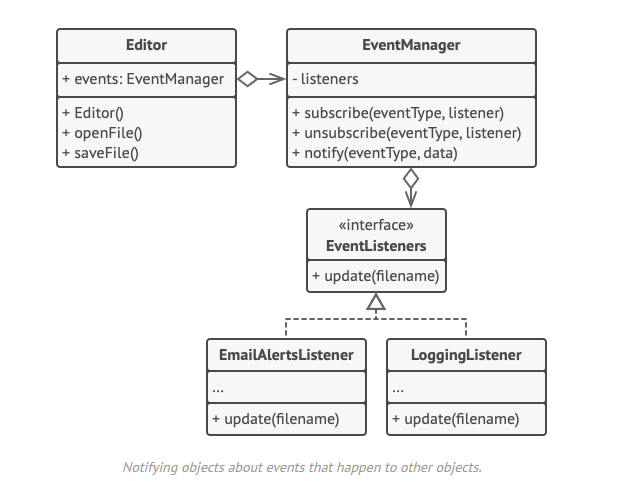 Editor
+ events: EventManager
+ Editor()
+ openFile()
+ saveFile()
EventManager
- listeners
+ subscribe(eventType, listener)
+ unsubscribe(eventType, listener)
+ notify(eventType, data)
«interface»
EventListeners
+ update(filename)
EmailAlertsListener
...
+ update(filename)
LoggingListener
...
+ update(filename)
Notifying objects about events that happen to other objects.